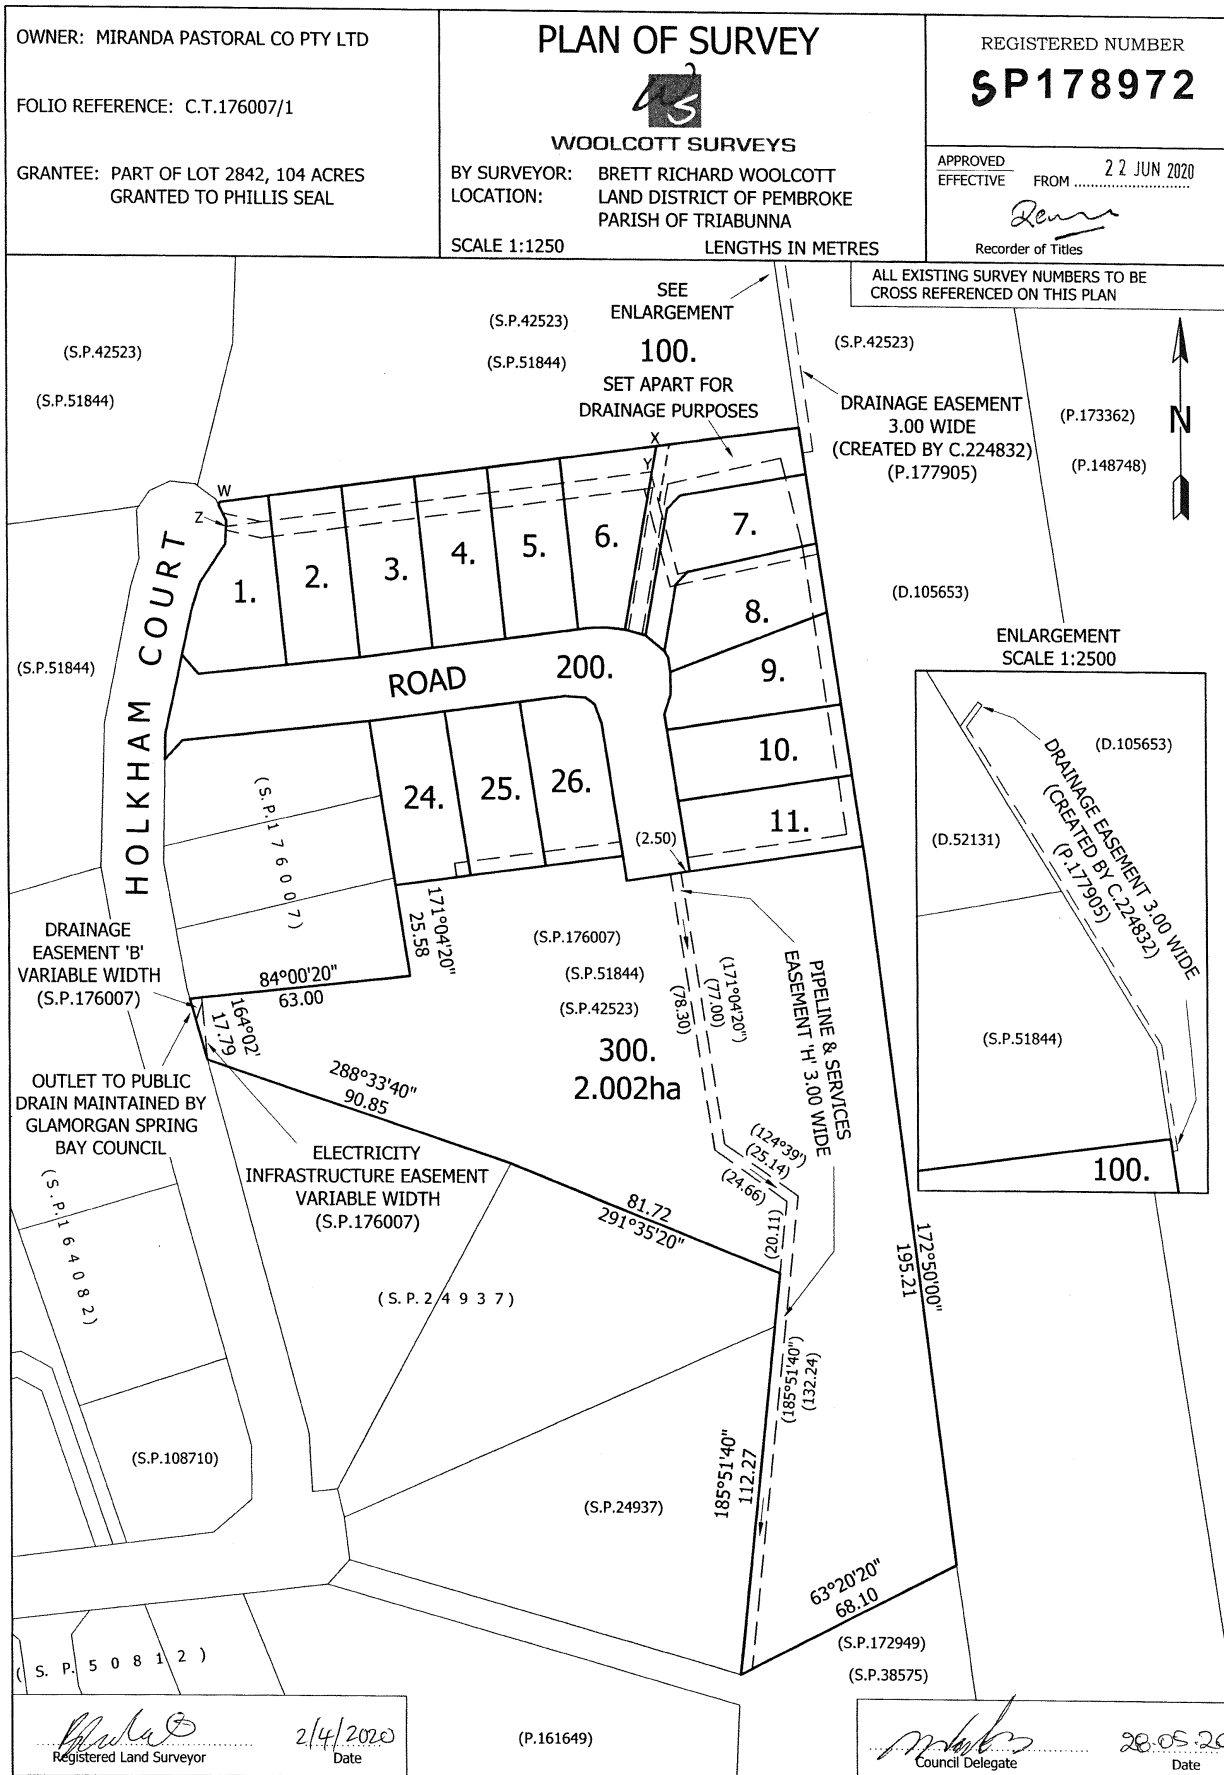 OWNER: MIRANDA PASTORAL CO PTY LTD
FOLIO REFERENCE: C.T.176007/1
GRANTEE: PART OF LOT 2842, 104 ACRES
GRANTED TO PHILLIS SEAL
PLAN OF SURVEY
WS
WOOLCOTT SURVEYS
BY SURVEYOR: BRETT RICHARD WOOLCOTT
LOCATION: LAND DISTRICT OF PEMBROKE
PARISH OF TRIABUNNA
SCALE 1:1250 LENGTHS IN METRES
REGISTERED NUMBER
SP178972
APPROVED
EFFECTIVE FROM 22 JUN 2020
Recorder of Titles
ALL EXISTING SURVEY NUMBERS TO BE
CROSS REFERENCED ON THIS PLAN
SEE
ENLARGEMENT
(S.P.42523)
(S.P.42523)
(S.P.42523)
(S.P.51844)
(S.P.51844)
100.
SET APART FOR
DRAINAGE PURPOSES
DRAINAGE EASEMENT
3.00 WIDE
(CREATED BY C.224832)
(P.177905)
(P.173362)
(P.148748)
N
X
Y
W
Z
1.
2.
3.
4.
5.
6.
7.
8.
9.
10.
11.
(D.105653)
(S.P.51844)
HOLKHAM COURT
ROAD
200.
24.
25.
26.
(2.50)
(S.P.176007)
ENLARGEMENT
SCALE 1:2500
(D.105653)
DRAINAGE EASEMENT 3.00 WIDE
(CREATED BY C.224832)
(P.177905)
(D.52131)
(S.P.51844)
100.
DRAINAGE
EASEMENT 'B'
VARIABLE WIDTH
(S.P.176007)
171°04'20"
25.58
84°00'20"
63.00
164°02'
17.79
(S.P.176007)
(S.P.51844)
(S.P.42523)
300.
2.002ha
(171°04'20")
(77.00)
(78.30)
PIPELINE & SERVICES
EASEMENT 'H' 3.00 WIDE
OUTLET TO PUBLIC
DRAIN MAINTAINED BY
GLAMORGAN SPRING
BAY COUNCIL
288°33'40"
90.85
ELECTRICITY
INFRASTRUCTURE EASEMENT
VARIABLE WIDTH
(S.P.176007)
(124°39')
(25.14)
(24.66)
(20.11)
81.72
291°35'20"
172°50'00"
195.21
(S.P.164082)
(S.P.24937)
(185°51'40")
(132.24)
185°51'40"
112.27
(S.P.108710)
(S.P.24937)
63°20'20"
68.10
(S.P.172949)
(S.P.38575)
(S.P.50812)
(P.161649)
2/4/2020
Registered Land Surveyor Date
28.05.20
Council Delegate Date